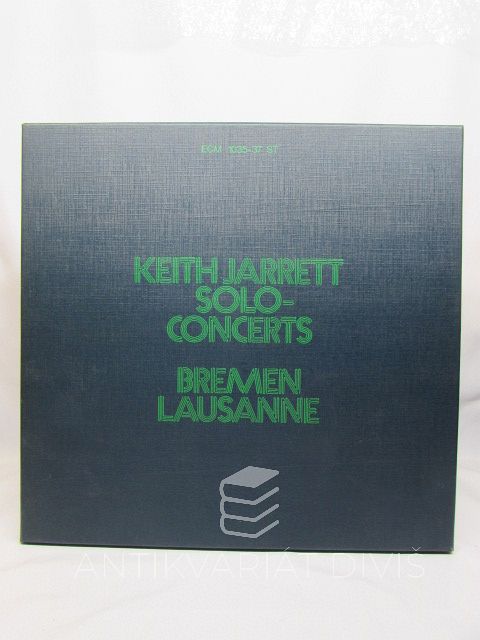 ECM 1035-37 ST
KEITH JARRETT
SOLO-
CONCERTS
BREMEN
LAUSANNE
ANTIKVARIÁT DIVIŠ